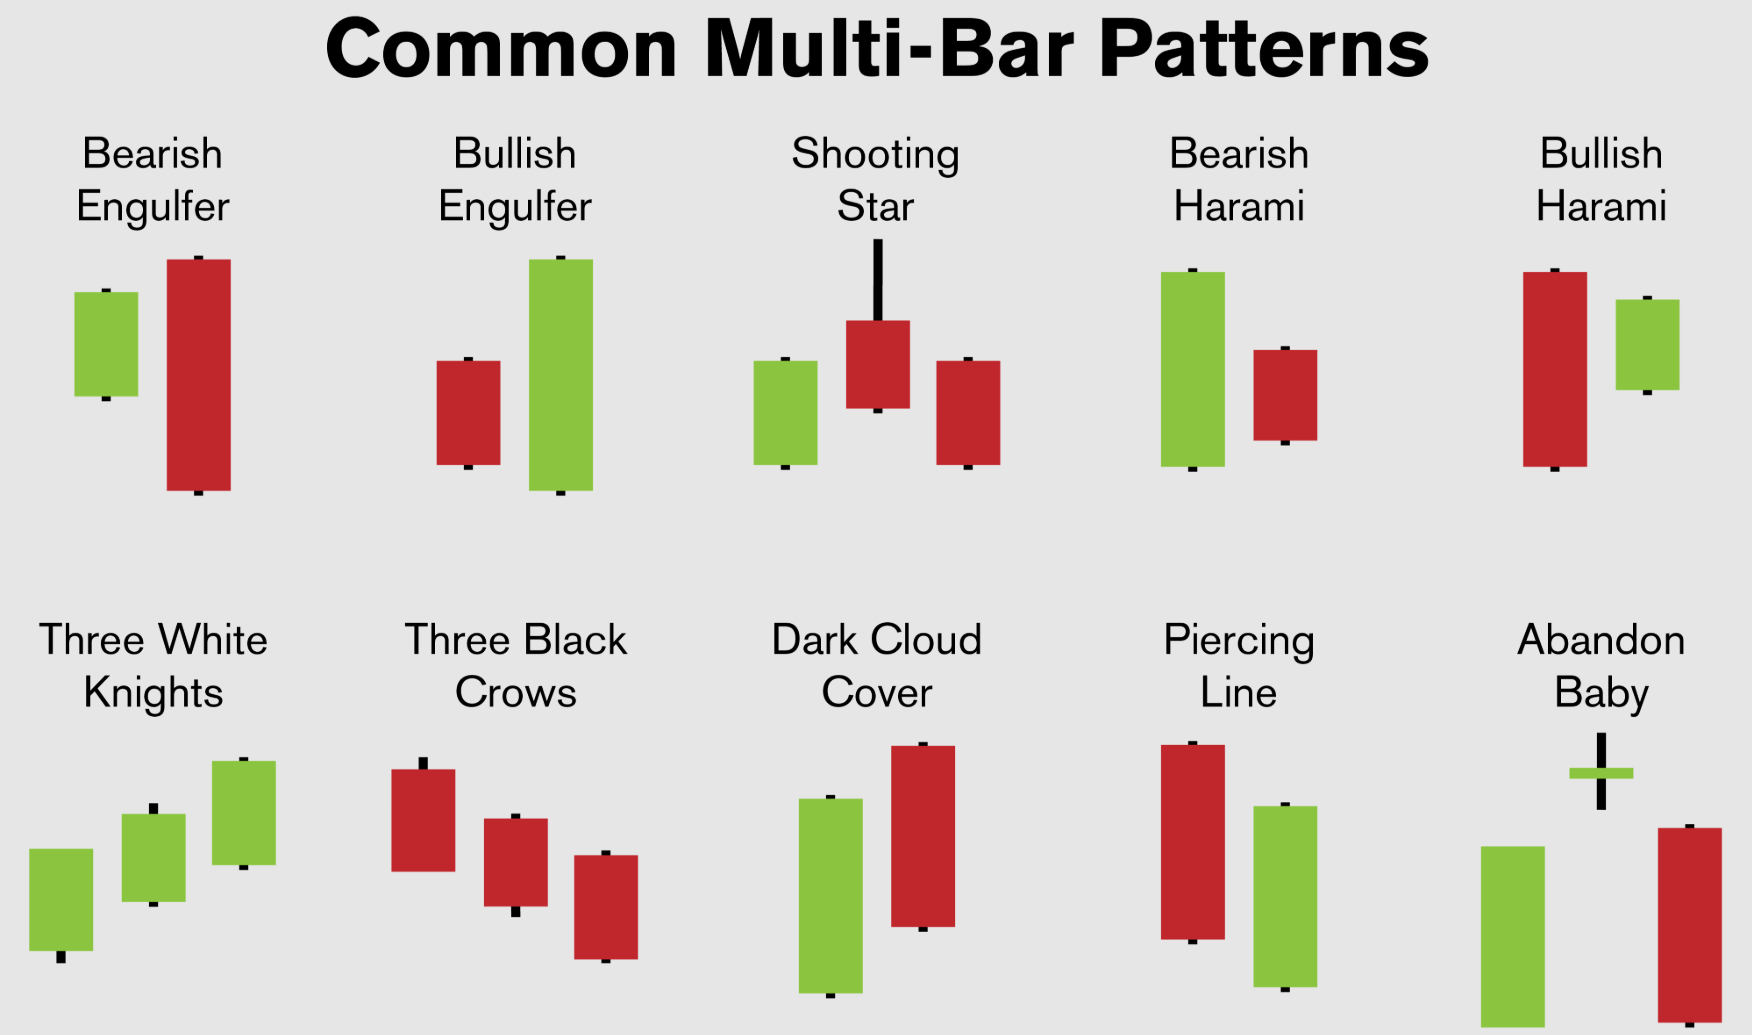 Common Multi-Bar Patterns
Bearish
Engulfer
Bullish
Engulfer
Shooting
Star
Bearish
Harami
Bullish
Harami
Three White
Knights
Three Black
Crows
Dark Cloud
Cover
Piercing
Line
Abandon
Baby